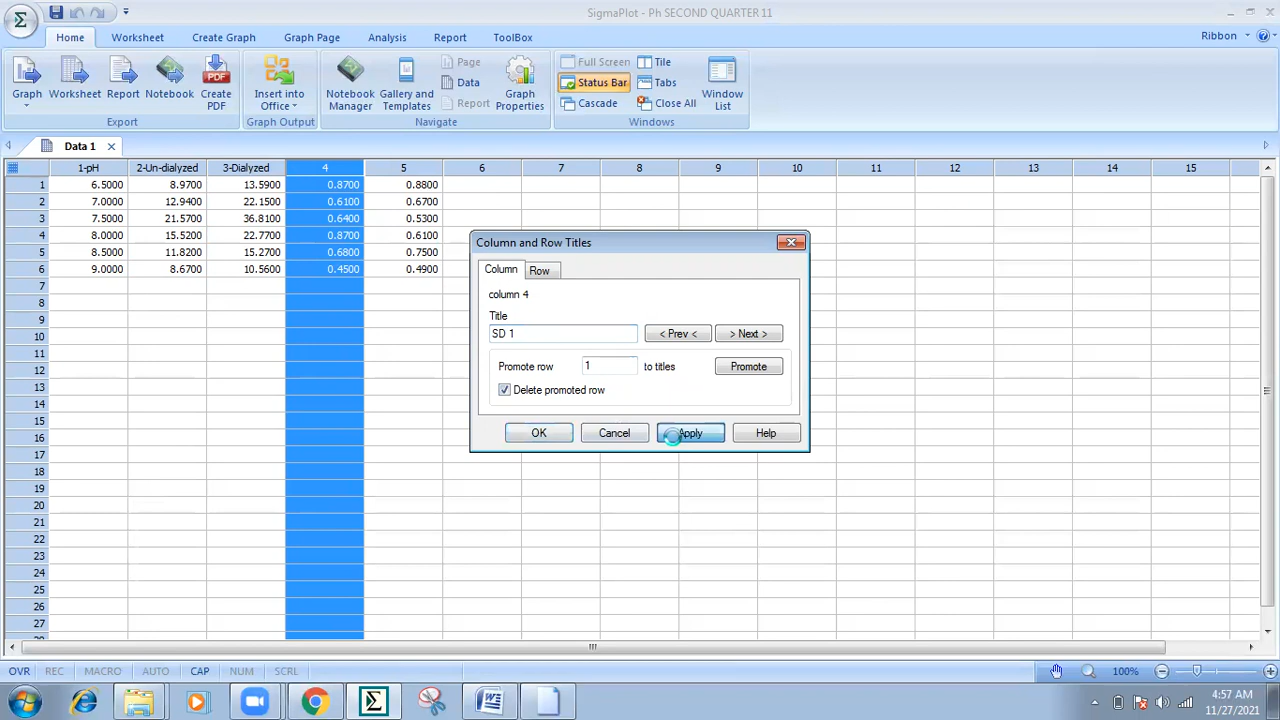 SigmaPlot - Ph SECOND QUARTER 11
Home Worksheet Create Graph Graph Page Analysis Report ToolBox Ribbon
Graph Worksheet Report Notebook Create PDF Insert into Office Notebook Manager Gallery and Templates Page Data Report Graph Properties Full Screen Status Bar Cascade Tile Tabs Close All Window List
Export Graph Output Navigate Windows
Data 1
1-pH 2-Un-dialyzed 3-Dialyzed 4 5 6 7 8 9 10 11 12 13 14 15
1 6.5000 8.9700 13.5900 0.8700 0.8800
2 7.0000 12.9400 22.1500 0.6100 0.6700
3 7.5000 21.5700 36.8100 0.6400 0.5300
4 8.0000 15.5200 22.7700 0.8700 0.6100
5 8.5000 11.8200 15.2700 0.6800 0.7500
6 9.0000 8.6700 10.5600 0.4500 0.4900
7
8
9
10
11
12
13
14
15
16
17
18
19
20
21
22
23
24
25
26
27
Column and Row Titles
Column Row
column 4
Title
SD 1 < Prev < > Next >
Promote row 1 to titles Promote
Delete promoted row
OK Cancel Apply Help
OVR REC MACRO AUTO CAP NUM SCRL 100%
4:57 AM
11/27/2021